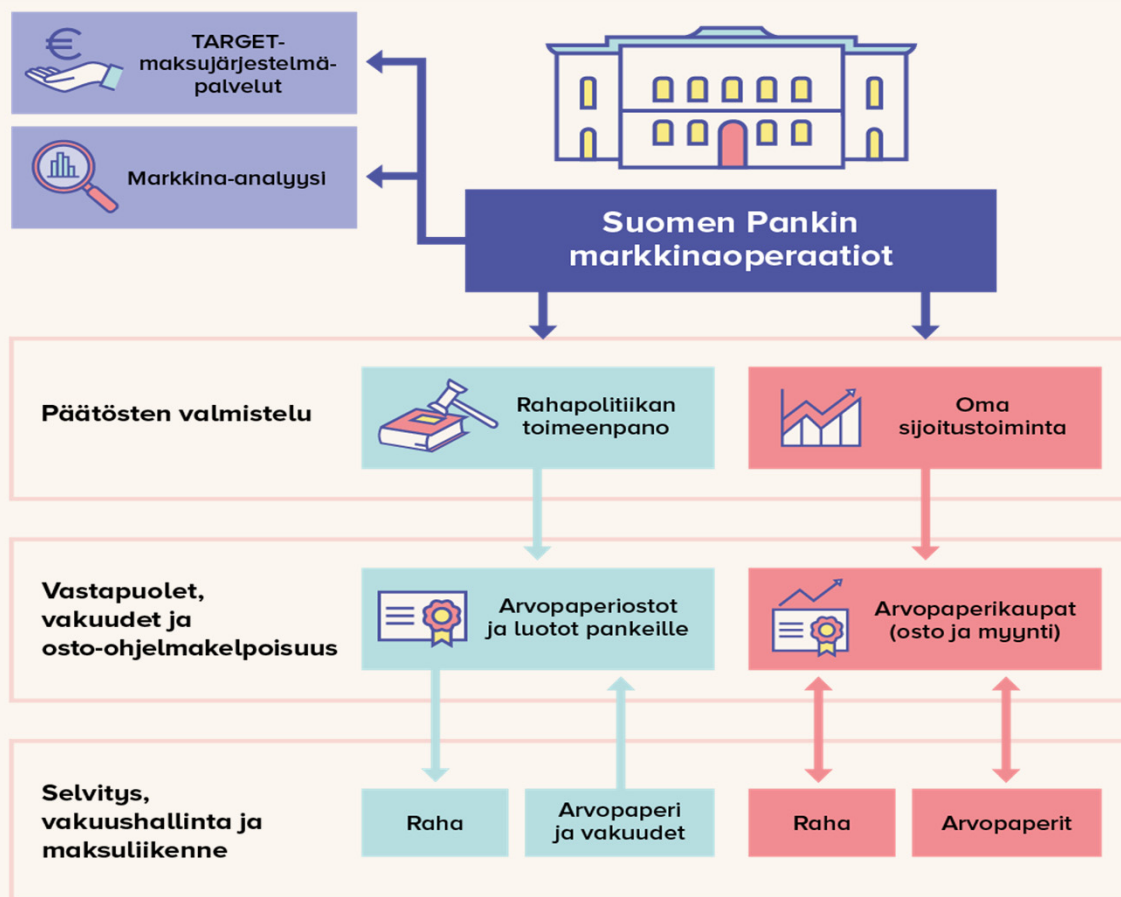 TARGET-
maksujärjestelmä-
palvelut
Markkina-analyysi
Suomen Pankin
markkinaoperaatiot
Päätösten valmistelu
Rahapolitiikan
toimeenpano
Oma
sijoitustoiminta
Vastapuolet,
vakuudet ja
osto-ohjelmakelpoisuus
Arvopaperiostot
ja luotot pankeille
Arvopaperikaupat
(osto ja myynti)
Selvitys,
vakuushallinta ja
maksuliikenne
Raha
Arvopaperi
ja vakuudet
Raha
Arvopaperit